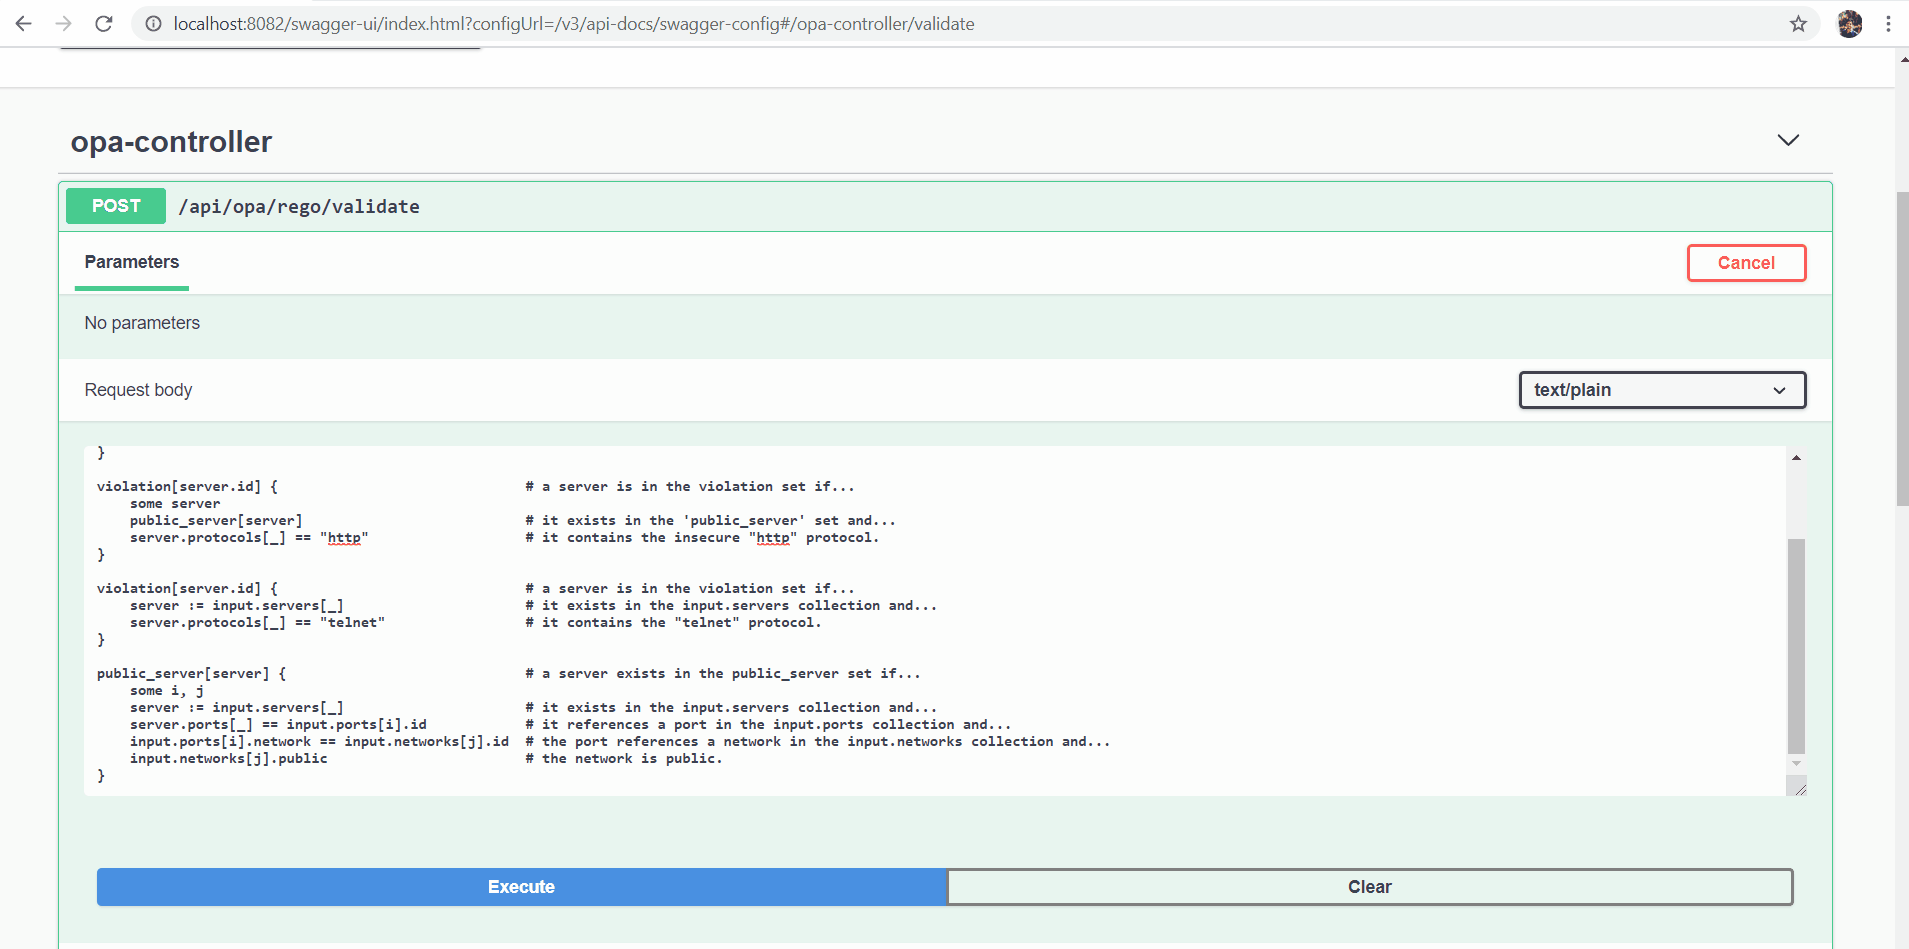 localhost:8082/swagger-ui/index.html?configUrl=/v3/api-docs/swagger-config#/opa-controller/validate
opa-controller
POST /api/opa/rego/validate
Parameters
Cancel
No parameters
Request body
text/plain
}
violation[server.id] { # a server is in the violation set if...
some server
public_server[server] # it exists in the 'public_server' set and...
server.protocols[_] == "http" # it contains the insecure "http" protocol.
}
violation[server.id] { # a server is in the violation set if...
server := input.servers[_] # it exists in the input.servers collection and...
server.protocols[_] == "telnet" # it contains the "telnet" protocol.
}
public_server[server] { # a server exists in the public_server set if...
some i, j
server := input.servers[_] # it exists in the input.servers collection and...
server.ports[_] == input.ports[i].id # it references a port in the input.ports collection and...
input.ports[i].network == input.networks[j].id # the port references a network in the input.networks collection and...
input.networks[j].public # the network is public.
}
Execute
Clear